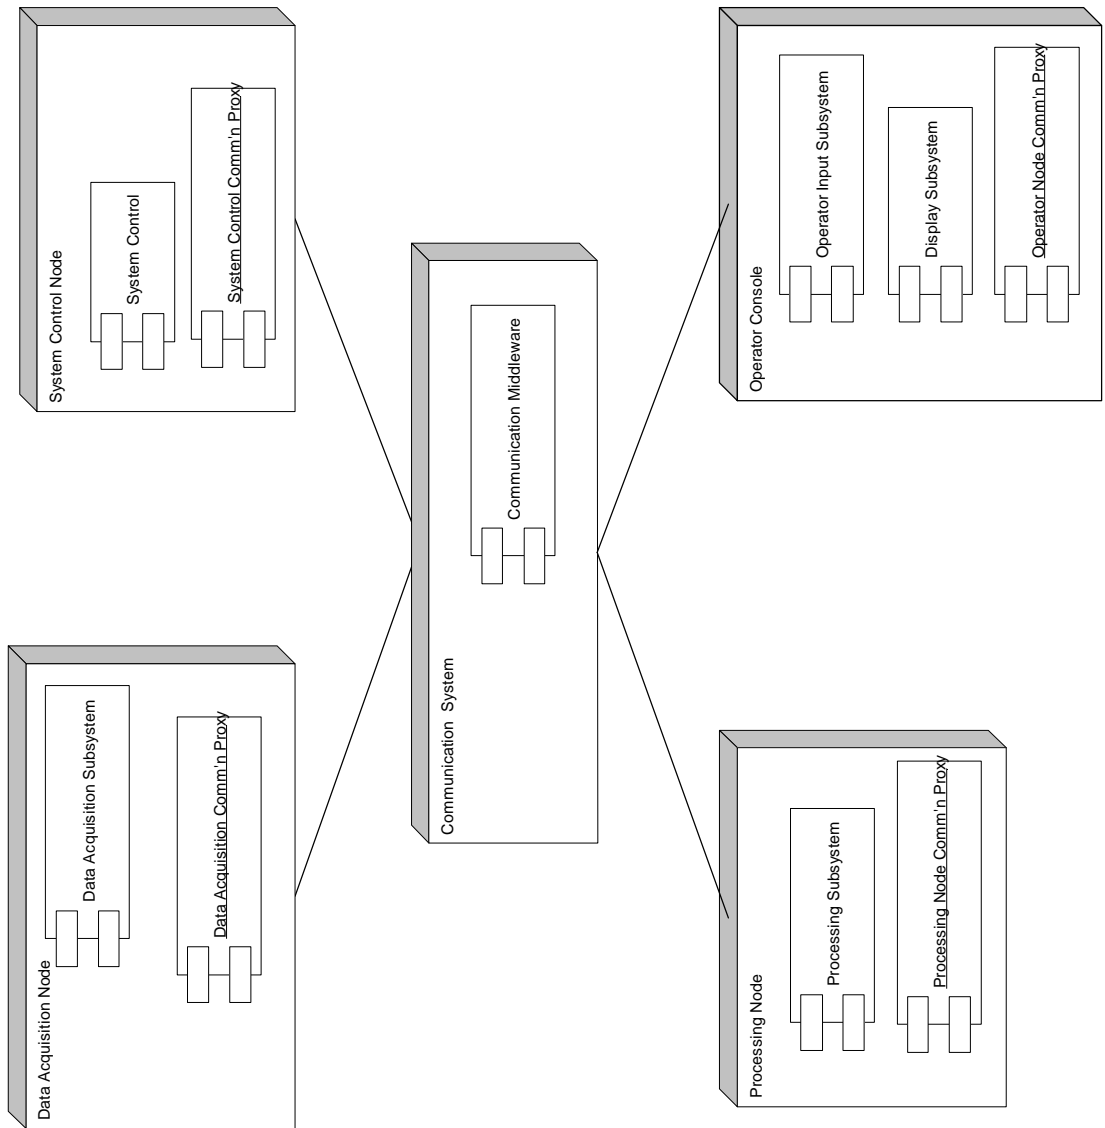 Data Acquisition Node
Data Acquisition Subsystem
Data Acquisition Comm'n Proxy
System Control Node
System Control
System Control Comm'n Proxy
Communication System
Communication Middleware
Processing Node
Processing Subsystem
Processing Node Comm'n Proxy
Operator Console
Operator Input Subsystem
Display Subsystem
Operator Node Comm'n Proxy